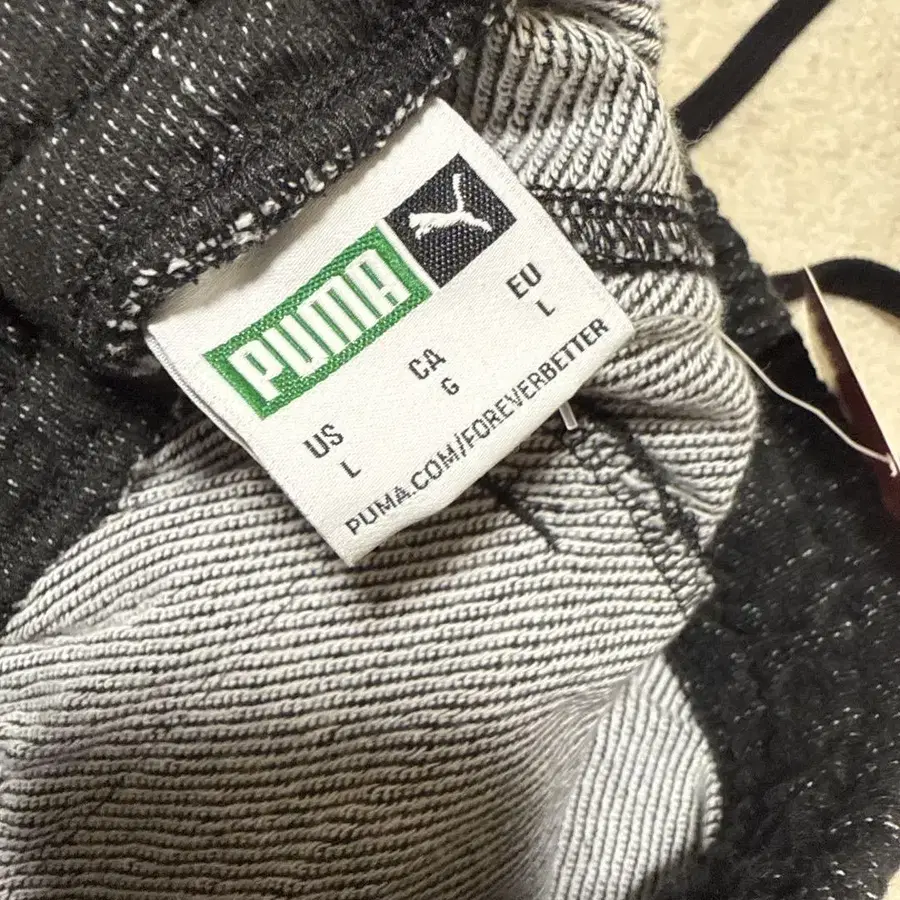 PUMA
US CA EU
L G L
PUMA.COM/FOREVERBETTER